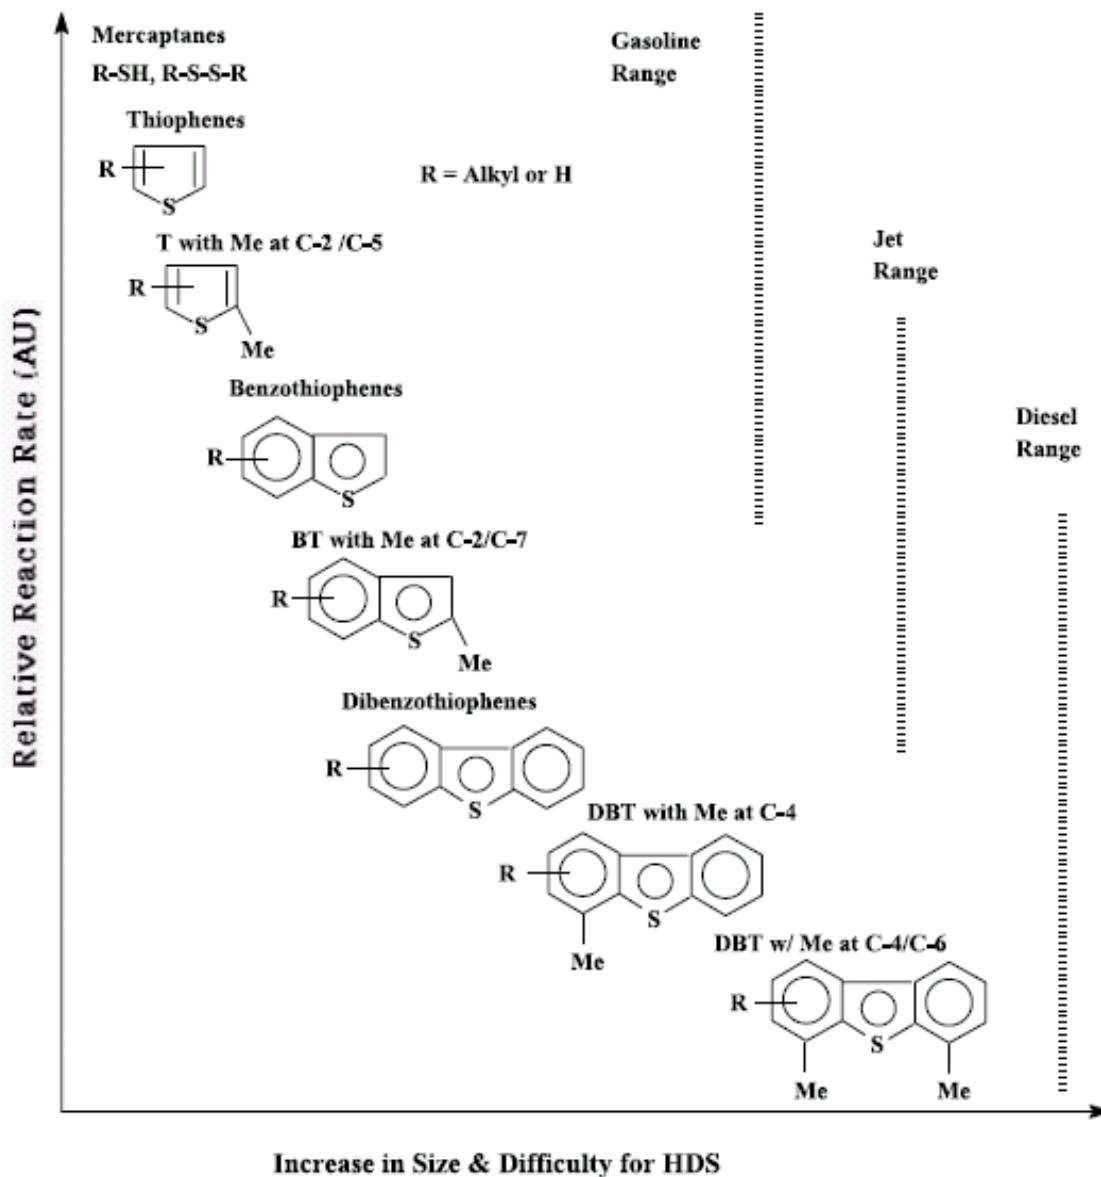 Mercaptanes
R-SH, R-S-S-R
Gasoline
Range
Thiophenes
R
S
R = Alkyl or H
T with Me at C-2 /C-5
R
S
Me
Jet
Range
Relative Reaction Rate (AU)
Benzothiophenes
R
S
Diesel
Range
BT with Me at C-2/C-7
R
S
Me
Dibenzothiophenes
R
S
DBT with Me at C-4
R
S
Me
DBT w/ Me at C-4/C-6
R
S
Me
Me
Increase in Size & Difficulty for HDS